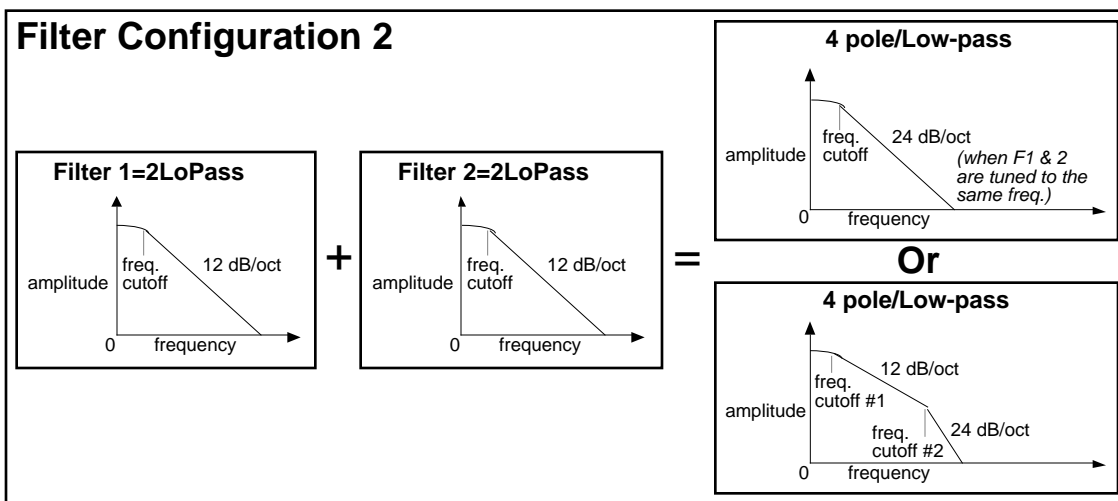 Filter Configuration 2
Filter 1=2LoPass
amplitude
freq.
cutoff
12 dB/oct
0
frequency
+
Filter 2=2LoPass
amplitude
freq.
cutoff
12 dB/oct
0
frequency
=
4 pole/Low-pass
amplitude
freq.
cutoff
24 dB/oct
(when F1 & 2
are tuned to the
same freq.)
0
frequency
Or
4 pole/Low-pass
12 dB/oct
freq.
cutoff #1
amplitude
freq.
cutoff #2
24 dB/oct
0
frequency